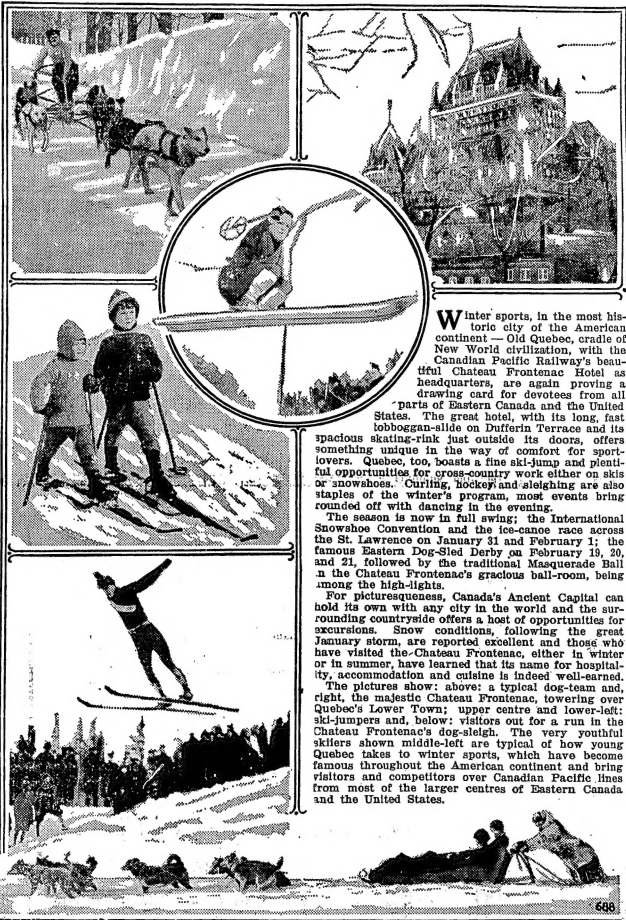 Winter sports, in the most his-
toric city of the American
continent — Old Quebec, cradle of
New World civilization, with the
Canadian Pacific Railway's beau-
tiful Chateau Frontenac Hotel as
headquarters, are again proving a
drawing card for devotees from all
parts of Eastern Canada and the United
States. The great hotel, with its long, fast
tobboggan-slide on Dufferin Terrace and its
spacious skating-rink just outside its doors, offers
something unique in the way of comfort for sport-
lovers. Quebec, too, boasts a fine ski-jump and plenti-
ful opportunities for cross-country work either on skis
or snowshoes. Curling, hockey and sleighing are also
staples of the winter's program, most events bring
rounded off with dancing in the evening.
The season is now in full swing; the International
Snowshoe Convention and the ice-canoe race across
the St. Lawrence on January 31 and February 1; the
famous Eastern Dog-Sled Derby on February 19, 20,
and 21, followed by the traditional Masquerade Ball
.n the Chateau Frontenac's gracious ball-room, being
among the high-lights.
For picturesqueness, Canada's Ancient Capital can
hold its own with any city in the world and the sur-
rounding countryside offers a host of opportunities for
excursions. Snow conditions, following the great
January storm, are reported excellent and those who
have visited the Chateau Frontenac, either in winter
or in summer, have learned that its name for hospital-
ity, accommodation and cuisine is indeed well-earned.
The pictures show: above: a typical dog-team and,
right, the majestic Chateau Frontenac, towering over
Quebec's Lower Town; upper centre and lower-left:
ski-jumpers and, below: visitors out for a run in the
Chateau Frontenac's dog-sleigh. The very youthful
skiiers shown middle-left are typical of how young
Quebec takes to winter sports, which have become
famous throughout the American continent and bring
visitors and competitors over Canadian Pacific lines
from most of the larger centres of Eastern Canada
and the United States.
688